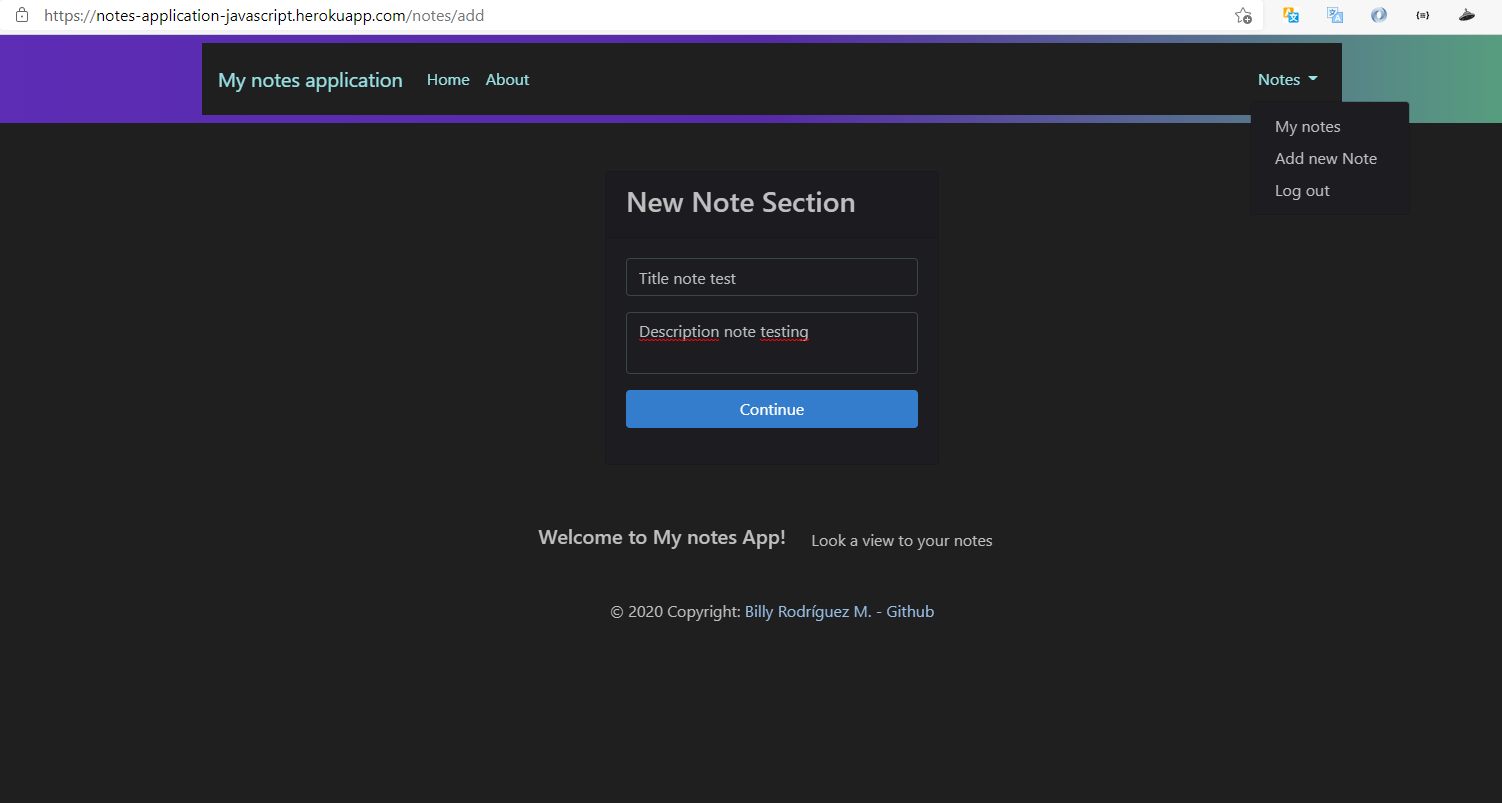 https://notes-application-javascript.herokuapp.com/notes/add
My notes application Home About Notes
My notes
Add new Note
Log out
New Note Section
Title note test
Description note testing
Continue
Welcome to My notes App! Look a view to your notes
© 2020 Copyright: Billy Rodríguez M. - Github